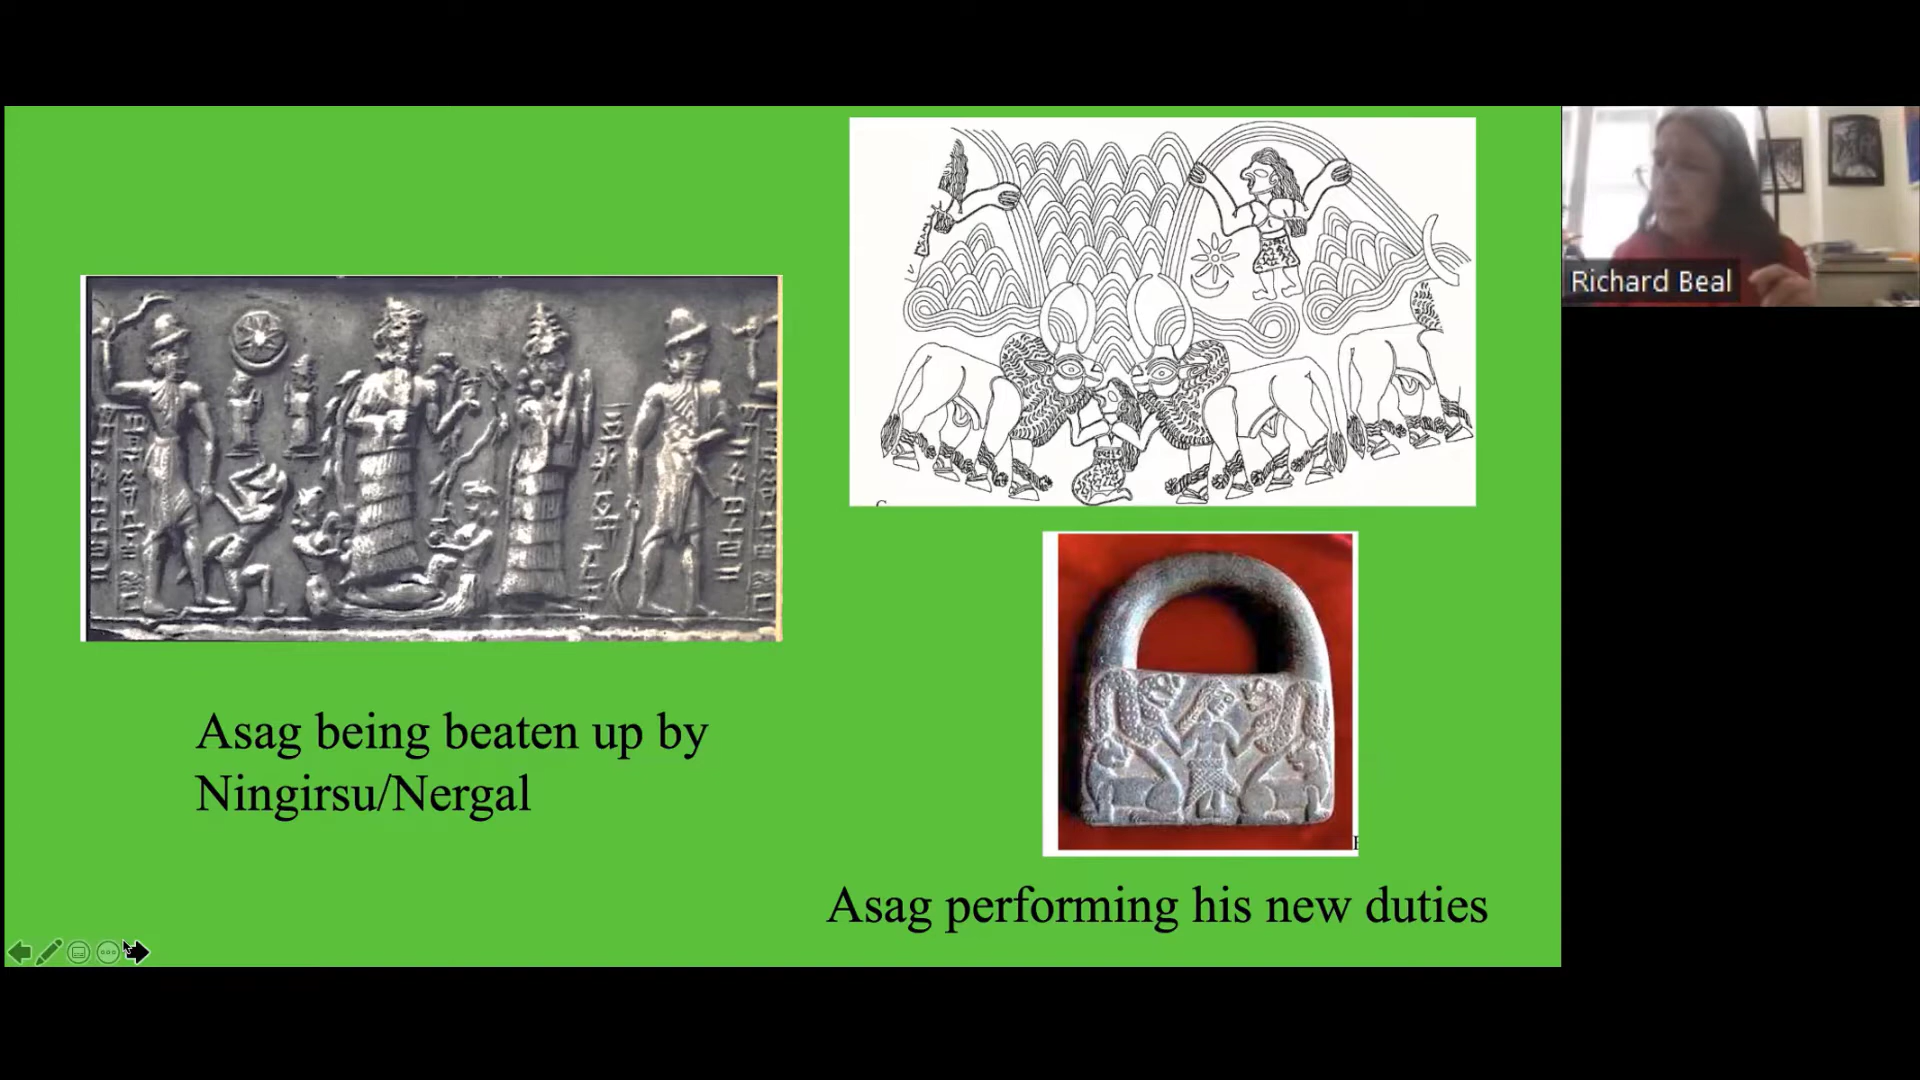 Richard Beal
Asag being beaten up by
Ningirsu/Nergal
Asag performing his new duties